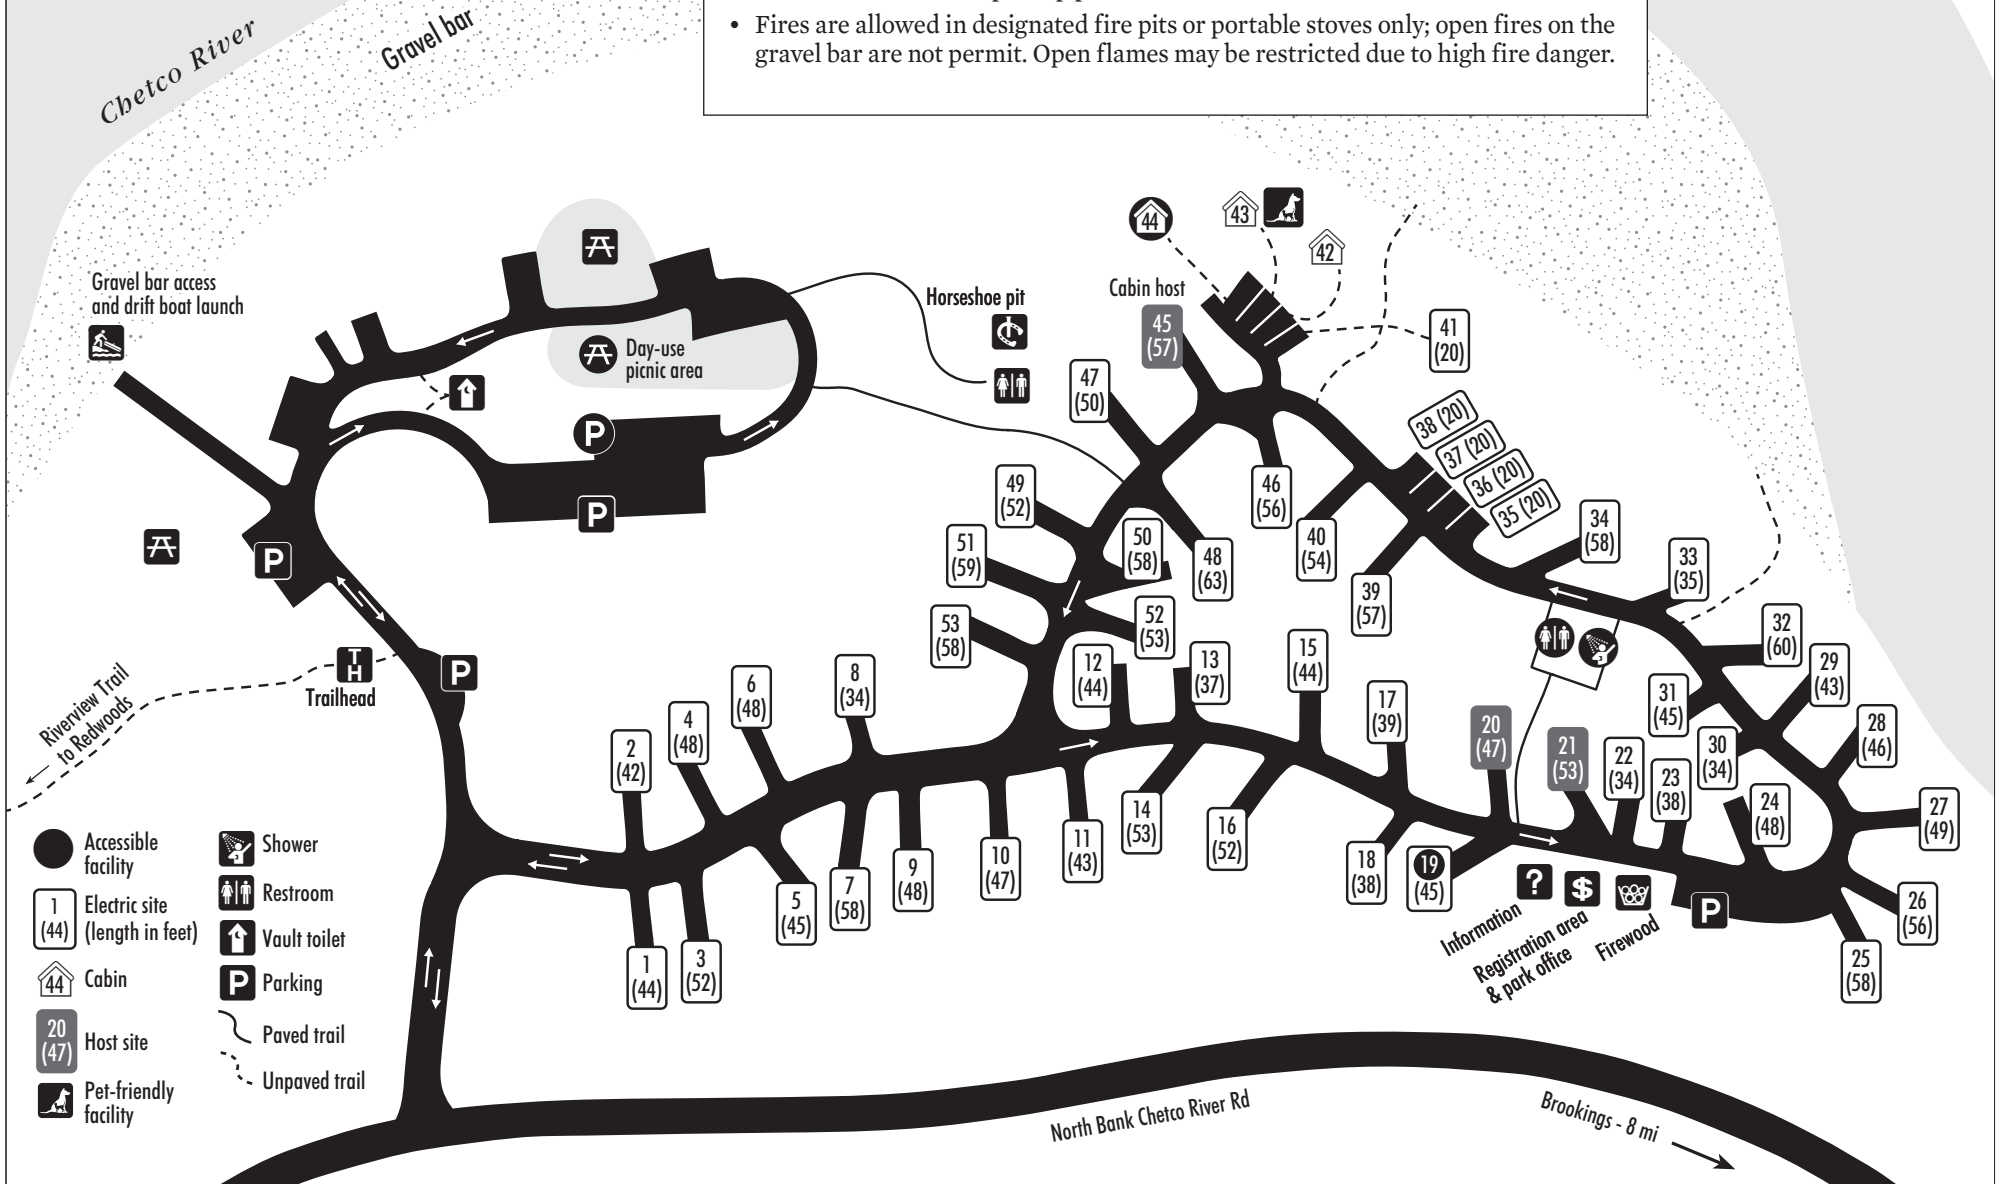 • Fires are allowed in designated fire pits or portable stoves only; open fires on the
gravel bar are not permit. Open flames may be restricted due to high fire danger.
Chetco River
Gravel bar
Gravel bar access
and drift boat launch
Day-use
picnic area
Horseshoe pit
Cabin host
45
(57)
44
43
42
41
(20)
47
(50)
38 (20)
37 (20)
36 (20)
35 (20)
46
(56)
40
(54)
39
(57)
34
(58)
33
(35)
49
(52)
50
(58)
48
(63)
51
(59)
52
(53)
53
(58)
P
P
P
P
TH
Trailhead
Riverview Trail
to Redwoods
2
(42)
4
(48)
6
(48)
8
(34)
12
(44)
13
(37)
15
(44)
17
(39)
20
(47)
21
(53)
22
(34)
23
(38)
24
(48)
30
(34)
31
(45)
32
(60)
29
(43)
28
(46)
27
(49)
26
(56)
25
(58)
1
(44)
3
(52)
5
(45)
7
(58)
9
(48)
10
(47)
11
(43)
14
(53)
16
(52)
18
(38)
19
(45)
?
Information
$
Registration area
& park office
Firewood
P
Accessible
facility
1
(44)
Electric site
(length in feet)
44
Cabin
20
(47)
Host site
Pet-friendly
facility
Shower
Restroom
Vault toilet
P
Parking
Paved trail
Unpaved trail
North Bank Chetco River Rd
Brookings - 8 mi